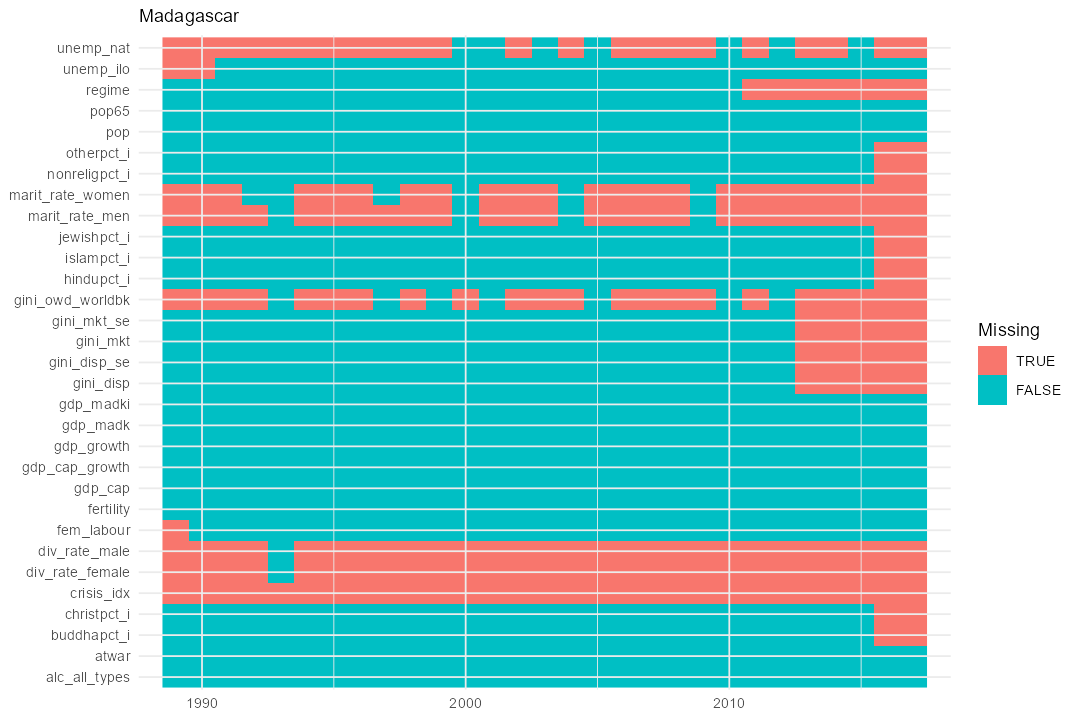 Madagascar
unemp_nat
unemp_ilo
regime
pop65
pop
otherpct_i
nonreligpct_i
marit_rate_women
marit_rate_men
jewishpct_i
islampct_i
hindupct_i
gini_owd_worldbk
gini_mkt_se
gini_mkt
gini_disp_se
gini_disp
gdp_madki
gdp_madk
gdp_growth
gdp_cap_growth
gdp_cap
fertility
fem_labour
div_rate_male
div_rate_female
crisis_idx
christpct_i
buddhapct_i
atwar
alc_all_types
1990 2000 2010
Missing
TRUE
FALSE